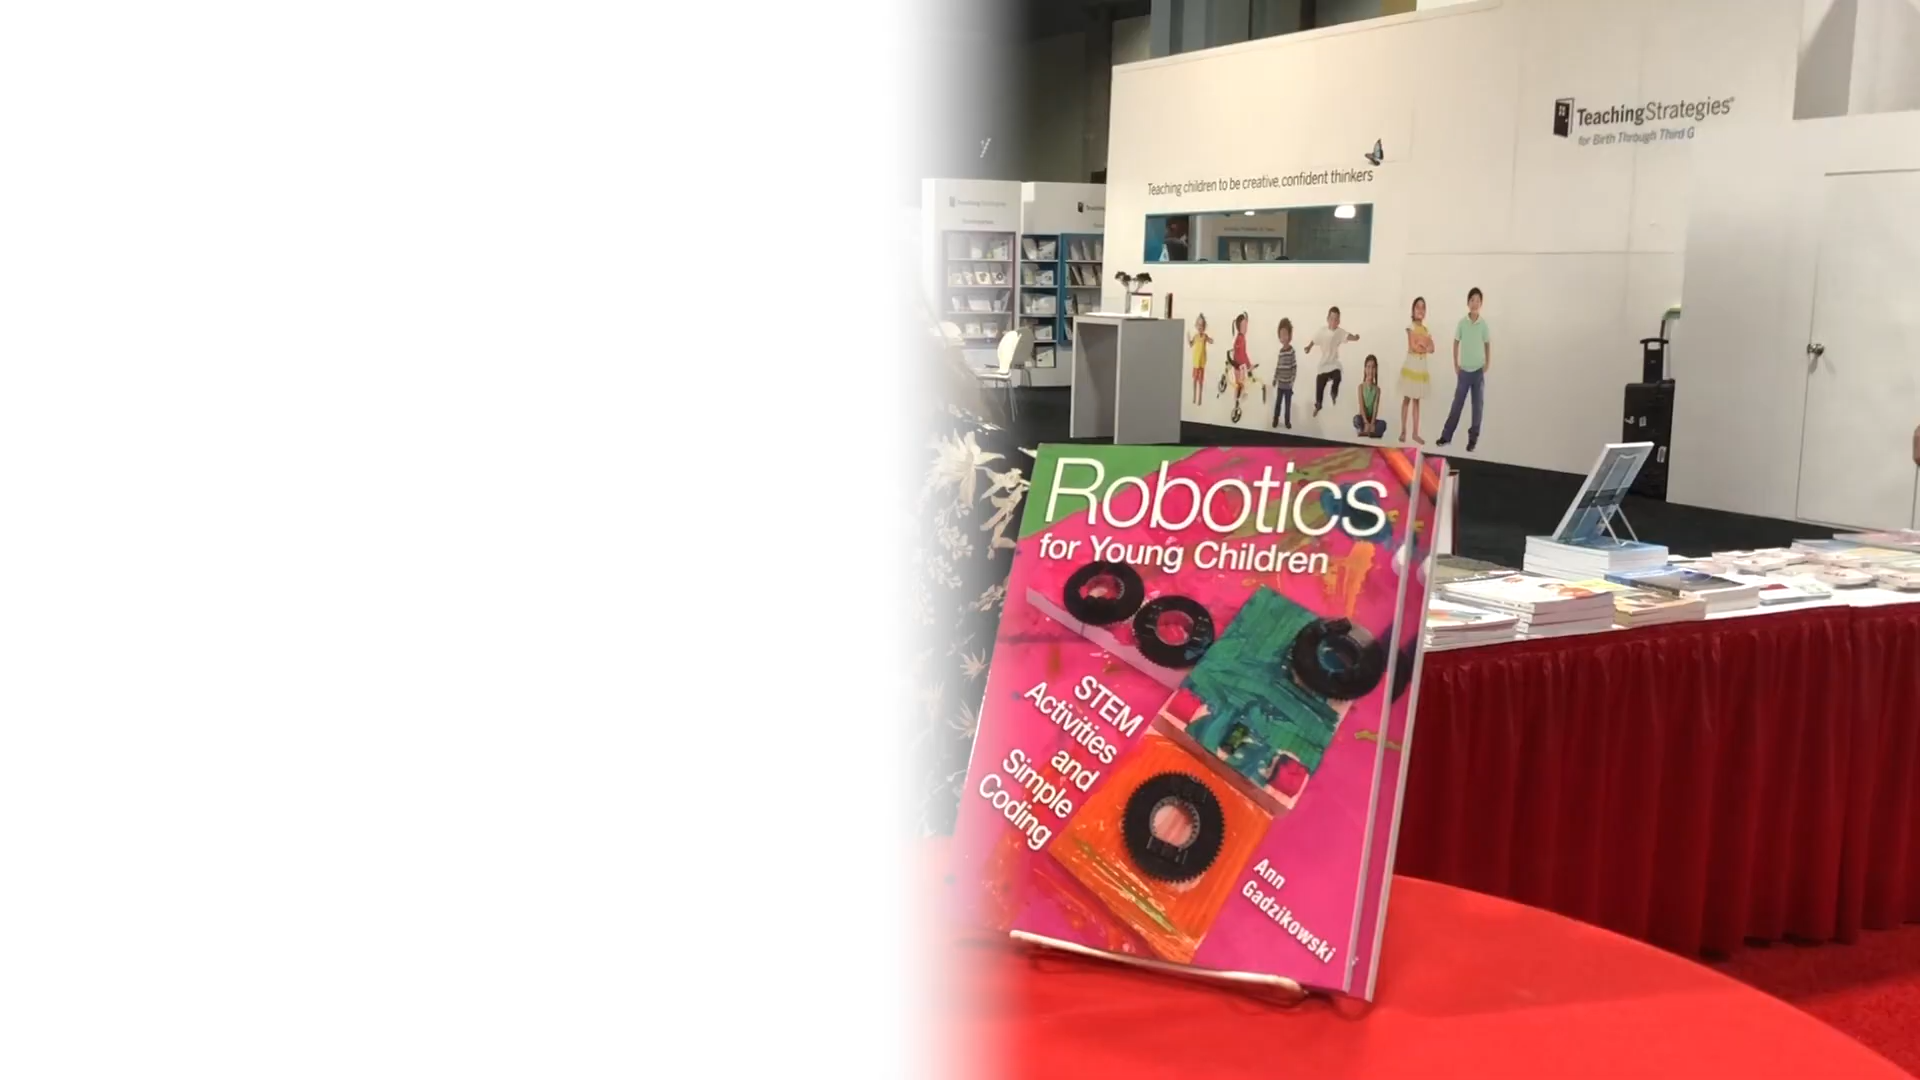 TeachingStrategies®
for Birth Through Third G
Teaching children to be creative, confident thinkers
TeachingStrategies
Robotics
for Young Children
STEM
Activities
and
Simple
Coding
Ann
Gadzikowski